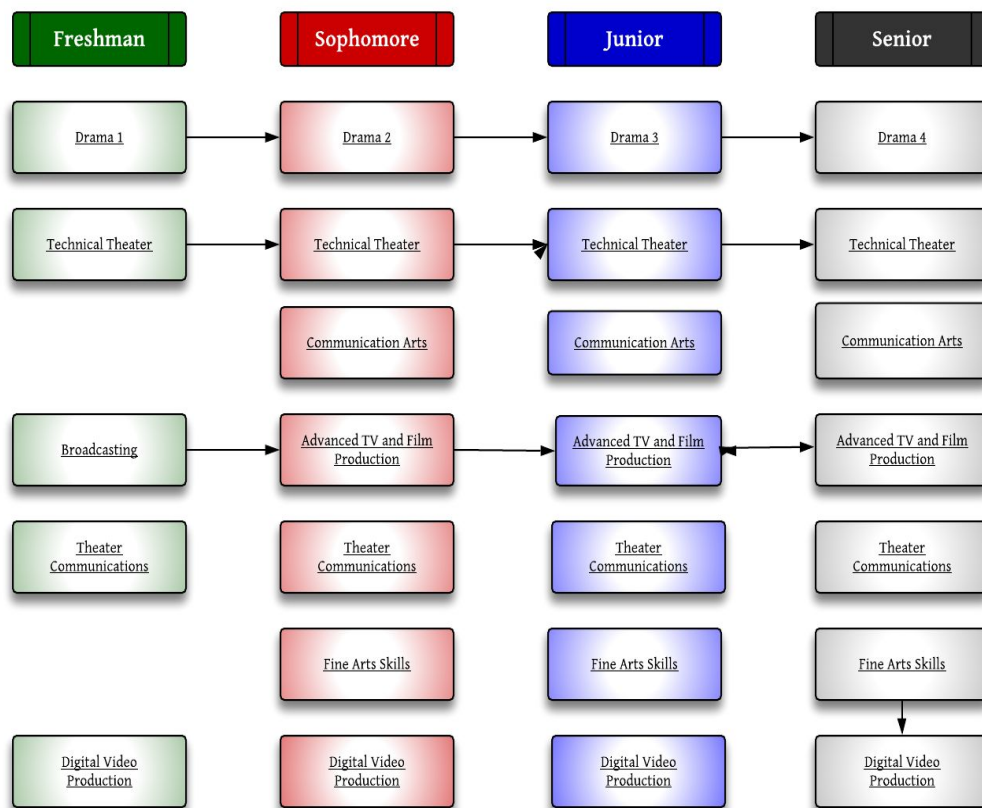 Freshman
Sophomore
Junior
Senior
Drama 1
Drama 2
Drama 3
Drama 4
Technical Theater
Technical Theater
Technical Theater
Technical Theater
Communication Arts
Communication Arts
Communication Arts
Broadcasting
Advanced TV and Film
Production
Advanced TV and Film
Production
Advanced TV and Film
Production
Theater
Communications
Theater
Communications
Theater
Communications
Theater
Communications
Fine Arts Skills
Fine Arts Skills
Fine Arts Skills
Digital Video
Production
Digital Video
Production
Digital Video
Production
Digital Video
Production